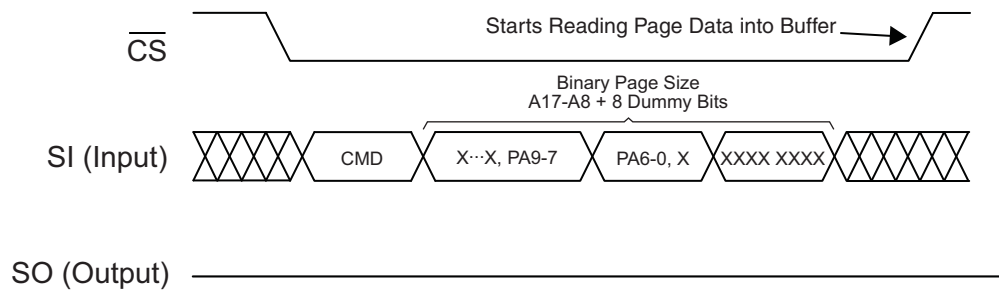 Starts Reading Page Data into Buffer
CS
Binary Page Size
A17-A8 + 8 Dummy Bits
SI (Input)
CMD
X···X, PA9-7
PA6-0, X
XXXX XXXX
SO (Output)